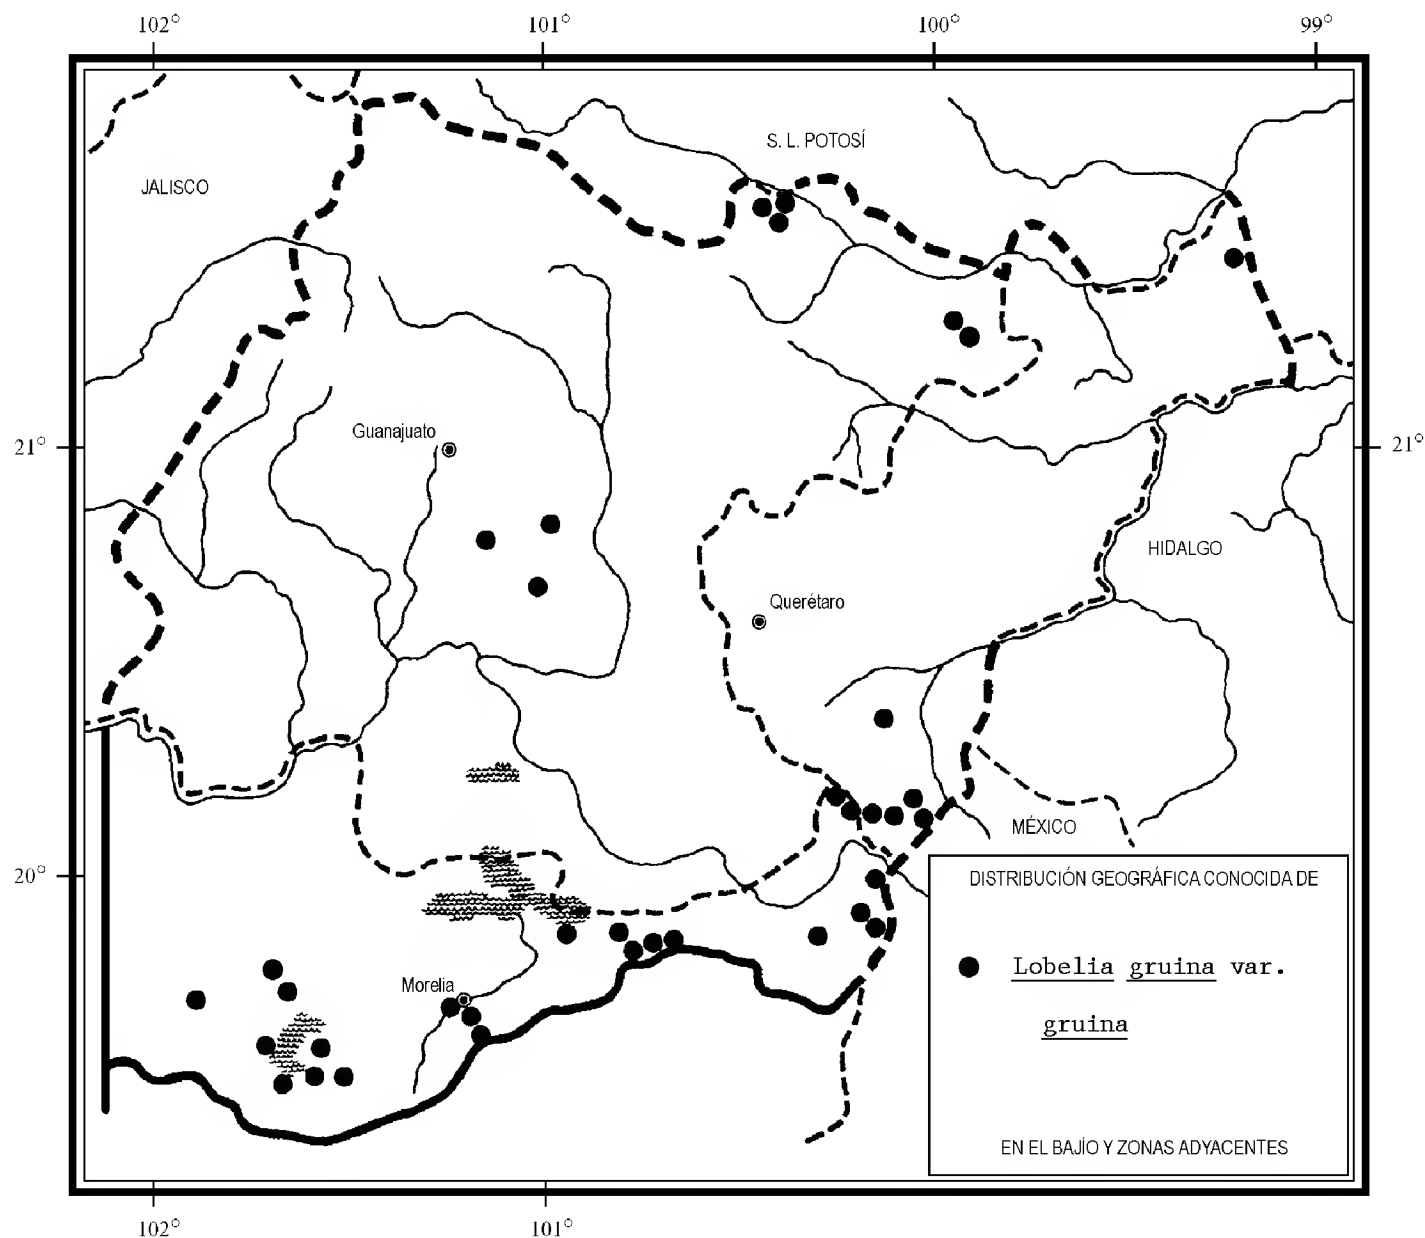 102° 101° 100° 99°
S. L. POTOSÍ
JALISCO
Guanajuato
21° 21°
HIDALGO
Querétaro
MÉXICO
20°
DISTRIBUCIÓN GEOGRÁFICA CONOCIDA DE
Lobelia gruina var.
gruina
Morelia
EN EL BAJÍO Y ZONAS ADYACENTES
102° 101°